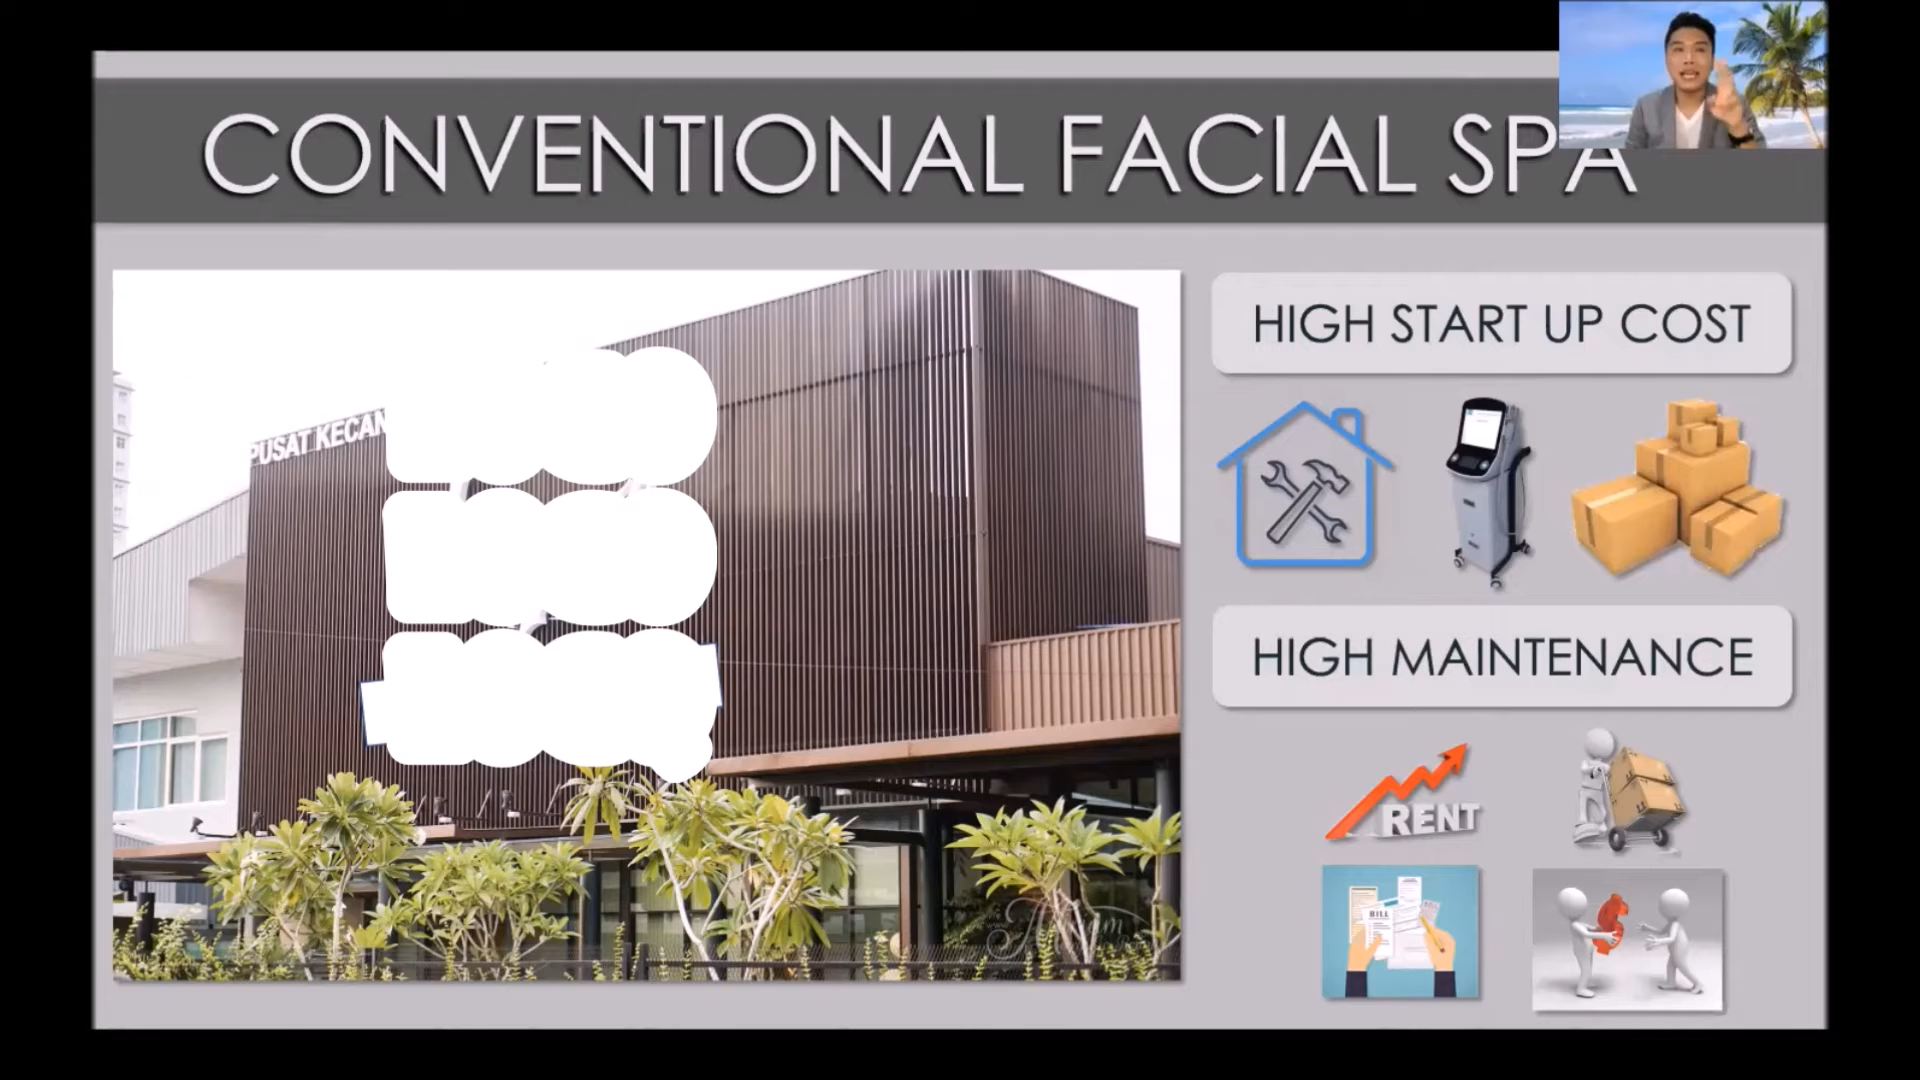 CONVENTIONAL FACIAL SPA
PUSAT KECAN
HIGH START UP COST
HIGH MAINTENANCE
RENT
BILL